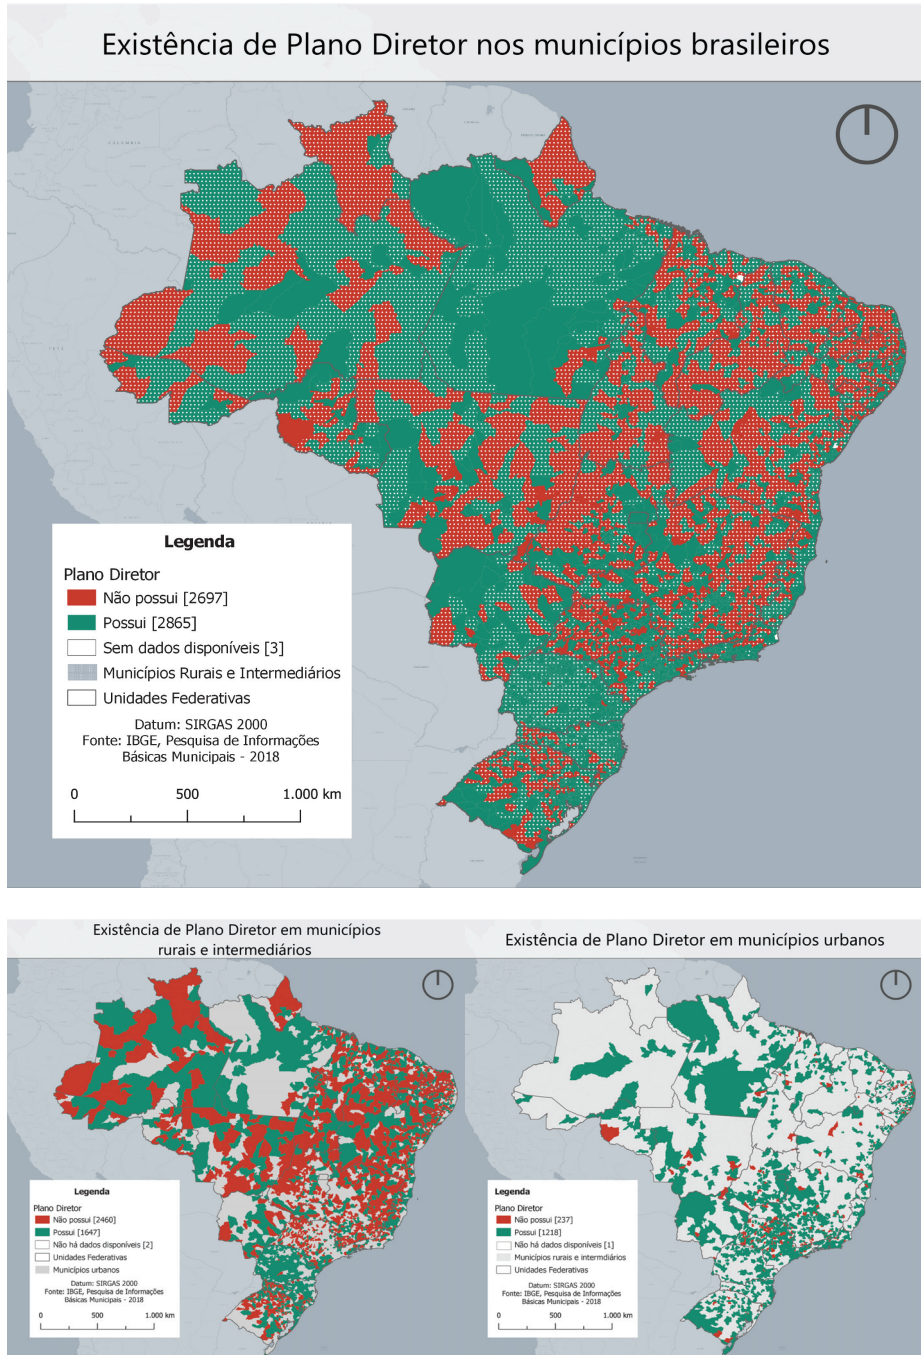 Existência de Plano Diretor nos municípios brasileiros
Legenda
Plano Diretor
Não possui [2697]
Possui [2865]
Sem dados disponíveis [3]
Municípios Rurais e Intermediários
Unidades Federativas
Datum: SIRGAS 2000
Fonte: IBGE, Pesquisa de Informações
Básicas Municipais - 2018
0 500 1.000 km
Existência de Plano Diretor em municípios
rurais e intermediários
Legenda
Plano Diretor
Não possui [2460]
Possui [1647]
Não há dados disponíveis [2]
Unidades Federativas
Municípios urbanos
Datum: SIRGAS 2000
Fonte: IBGE, Pesquisa de Informações
Básicas Municipais - 2018
0 500 1.000 km
Existência de Plano Diretor em municípios urbanos
Legenda
Plano Diretor
Não possui [237]
Possui [1218]
Não há dados disponíveis [1]
Municípios rurais e intermdiários
Unidades Federativas
Datum: SIRGAS 2000
Fonte: IBGE, Pesquisa de Informações
Básicas Municipais - 2018
0 500 1.000 km